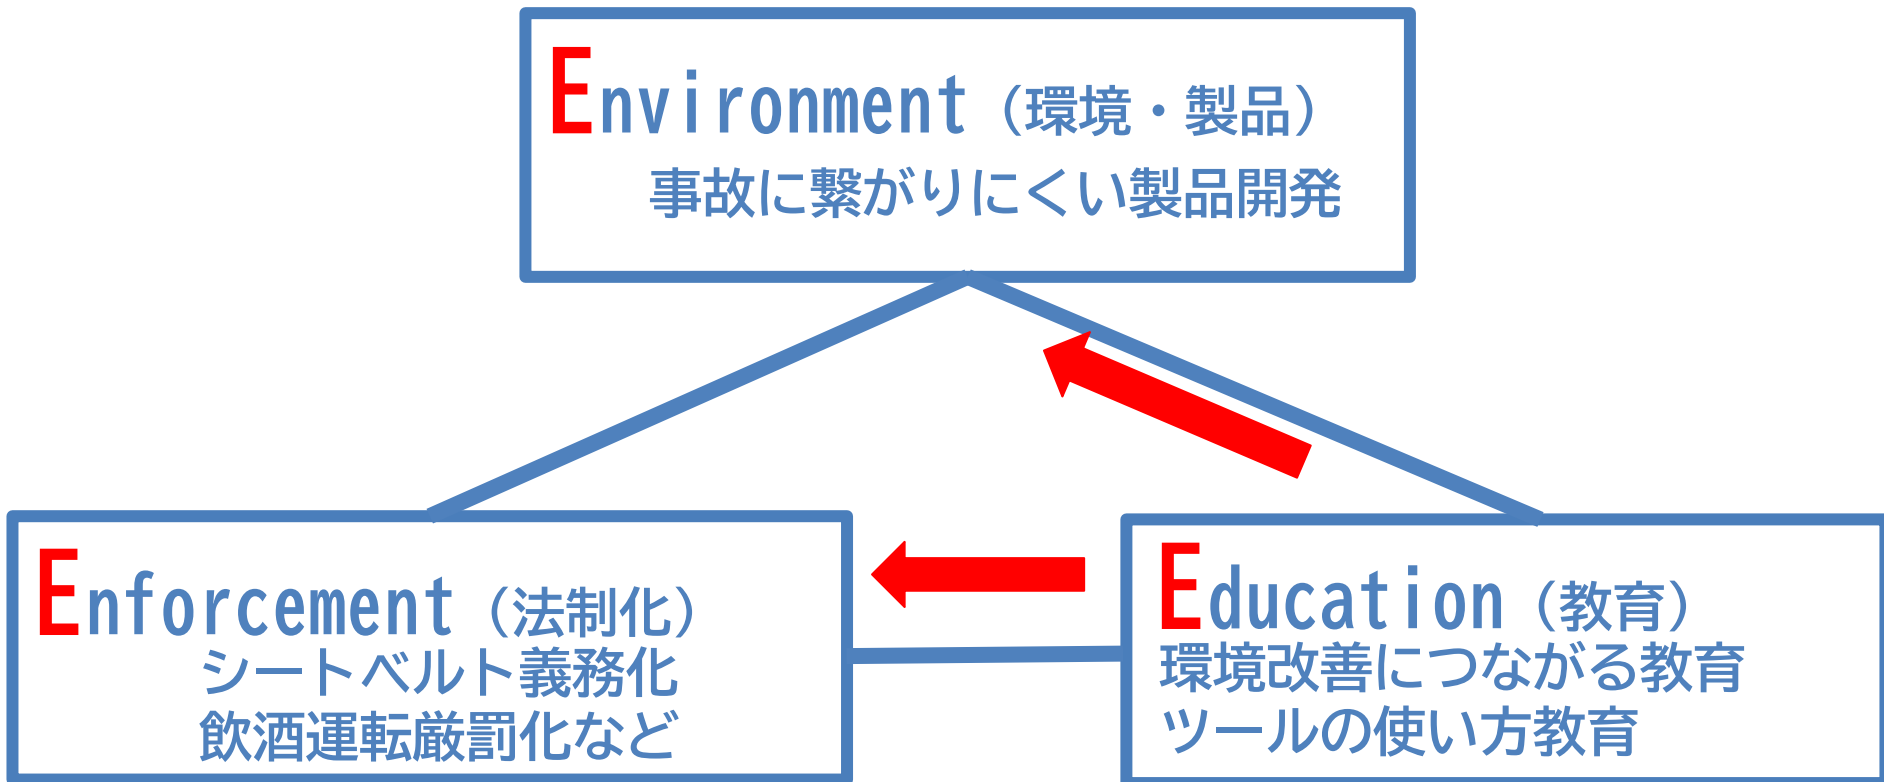 Environment（環境・製品）
事故に繋がりにくい製品開発
Enforcement（法制化）
シートベルト義務化
飲酒運転厳罰化など
Education（教育）
環境改善につながる教育
ツールの使い方教育